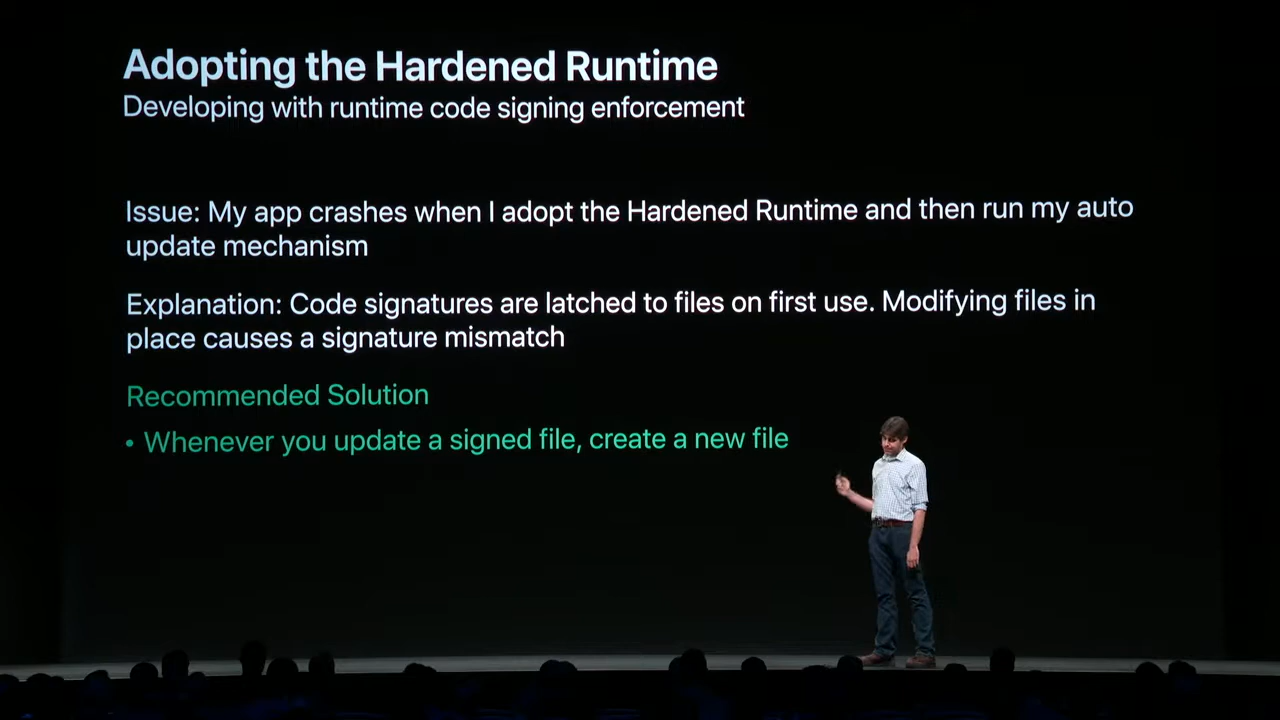 Adopting the Hardened Runtime
Developing with runtime code signing enforcement
Issue: My app crashes when I adopt the Hardened Runtime and then run my auto
update mechanism
Explanation: Code signatures are latched to files on first use. Modifying files in
place causes a signature mismatch
Recommended Solution
• Whenever you update a signed file, create a new file